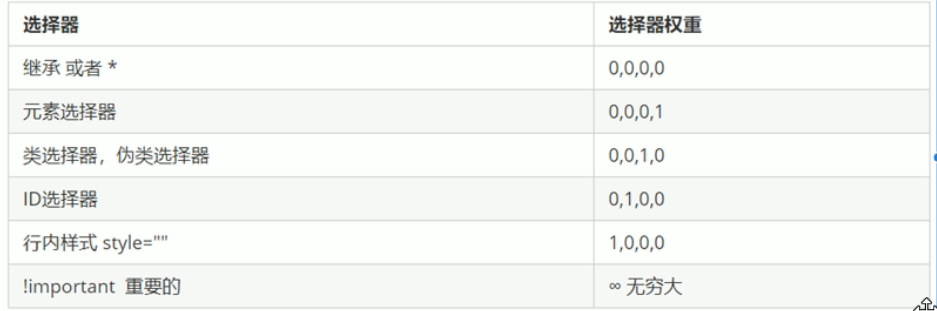 选择器 选择器权重
继承 或者 * 0,0,0,0
元素选择器 0,0,0,1
类选择器，伪类选择器 0,0,1,0
ID选择器 0,1,0,0
行内样式 style="" 1,0,0,0
!important 重要的 ∞ 无穷大